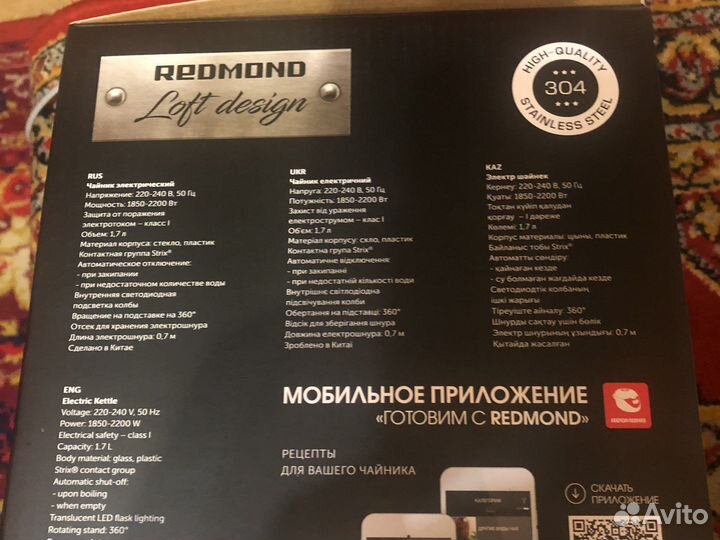 REDMOND
Loft design
HIGH-QUALITY
304
STAINLESS STEEL
RUS
Чайник электрический
Напряжение: 220-240 В, 50 Гц
Мощность: 1850-2200 Вт
Защита от поражения
электротоком – класс I
Объем: 1,7 л
Материал корпуса: стекло, пластик
Контактная группа Strix®
Автоматическое отключение:
- при закипании
- при недостаточном количестве воды
Внутренняя светодиодная
подсветка колбы
Вращение на подставке на 360°
Отсек для хранения электрошнура
Длина электрошнура: 0,7 м
Сделано в Китае
UKR
Чайник електричний
Напруга: 220-240 В, 50 Гц
Потужність: 1850-2200 Вт
Захист від ураження
електрострумом – клас I
Об'єм: 1,7 л
Матеріал корпусу: скло, пластик
Контактна група Strix®
Автоматичне відключення:
- при закипанні
- при недостатній кількості води
Внутрішнє світлодіодна
підсвічування колби
Обертання на підставці: 360°
Відсік для зберігання шнура
Довжина електрошнура: 0,7 м
Зроблено в Китаї
KAZ
Электр шәйнек
Кернеу: 220-240 В, 50 Гц
Қуаты: 1850-2200 Вт
Тоқтан күйіп қалудан
қорғау – I дәреже
Көлемі: 1,7 л
Корпус материалы: шыны, пластик
Байланыс тобы Strix®
Автоматты сөндіру:
- қайнаған кезде
- су болмаған жағдайда кезде
Светодиодтік колбаның
ішкі жарығы
Тіреуіште айналу: 360°
Шнурды сақтау үшін бөлік
Электр шнурының ұзындығы: 0,7 м
Қытайда жасалған
ENG
Electric Kettle
Voltage: 220-240 V, 50 Hz
Power: 1850-2200 W
Electrical safety – class I
Capacity: 1.7 L
Body material: glass, plastic
Strix® contact group
Automatic shut-off:
- upon boiling
- when empty
Translucent LED flask lighting
Rotating stand: 360°
МОБИЛЬНОЕ ПРИЛОЖЕНИЕ
«ГОТОВИМ С REDMOND»
РЕЦЕПТЫ
ДЛЯ ВАШЕГО ЧАЙНИКА
КАТЕГОРИИ
ДРУГИЕ ВИДЫ ЧАЯ
СКАЧАТЬ
ПРИЛОЖЕНИЕ
Avito